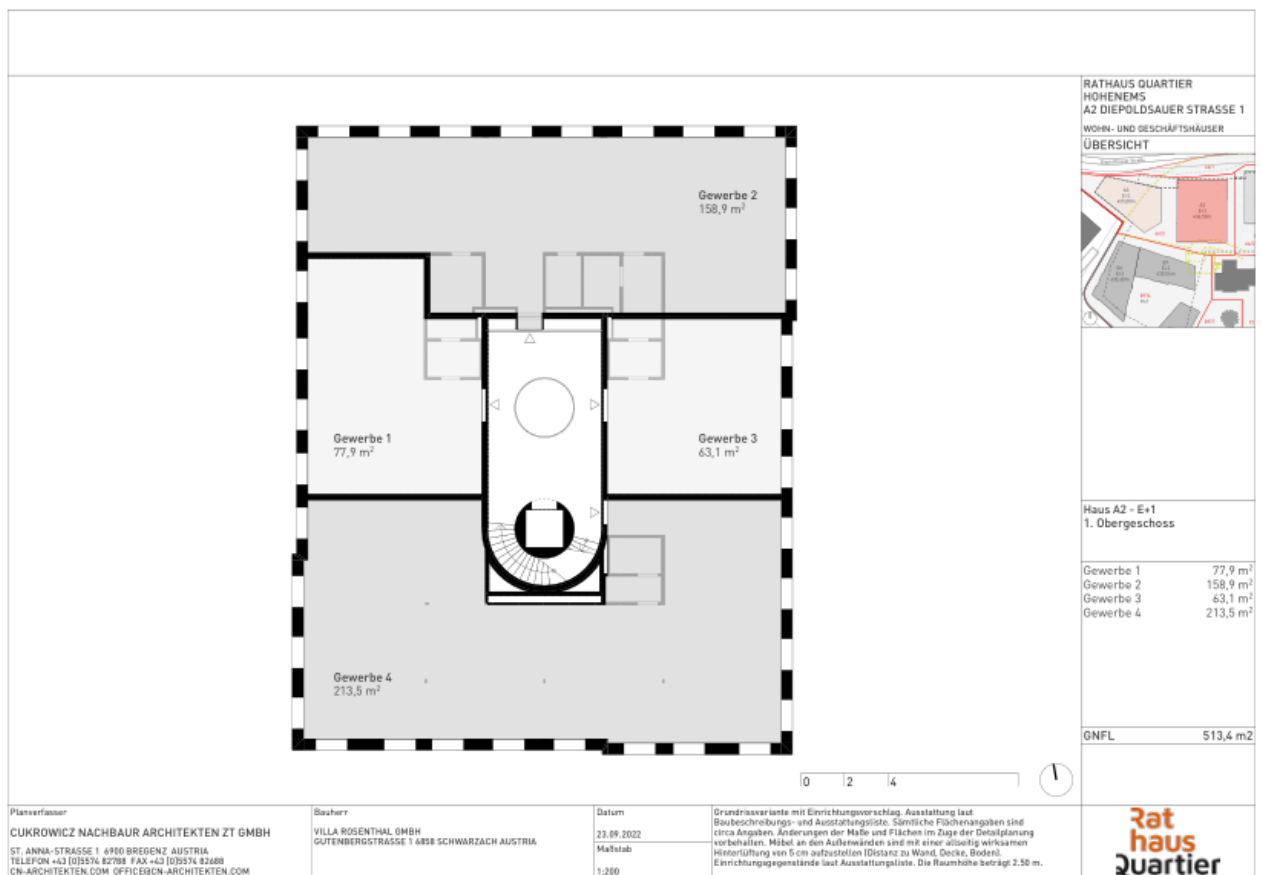 RATHAUS QUARTIER
HOHENEMS
A2 DIEPOLDSAUER STRASSE 1
WOHN- UND GESCHÄFTSHÄUSER
ÜBERSICHT
Gewerbe 2
158,9 m²
Gewerbe 1
77,9 m²
Gewerbe 3
63,1 m²
Gewerbe 4
213,5 m²
Haus A2 - E+1
1. Obergeschoss
Gewerbe 1 77,9 m²
Gewerbe 2 158,9 m²
Gewerbe 3 63,1 m²
Gewerbe 4 213,5 m²
GNFL 513,4 m2
0 2 4
Planverfasser
CUKROWICZ NACHBAUR ARCHITEKTEN ZT GMBH
ST. ANNA-STRASSE 1 6900 BREGENZ AUSTRIA
TELEFON +43 (0)5574 82788 FAX +43 (0)5574 82688
CN-ARCHITEKTEN.COM OFFICE@CN-ARCHITEKTEN.COM
Bauherr
VILLA ROSENTHAL GMBH
GUTENBERGSTRASSE 1 6858 SCHWARZACH AUSTRIA
Datum
23.09.2022
Maßstab
1:200
Grundrissvariante mit Einrichtungsvorschlag. Ausstattung laut
Baubeschreibungs- und Ausstattungsliste. Sämtliche Flächenangaben sind
circa Angaben. Änderungen der Maße und Flächen im Zuge der Detailplanung
vorbehalten. Möbel an den Außenwänden sind mit einer allseitig wirksamen
Hinterlüftung von 5 cm aufzustellen (Distanz zu Wand, Decke, Boden).
Einrichtungsgegenstände laut Ausstattungsliste. Die Raumhöhe beträgt 2.50 m.
Rat
haus
Quartier